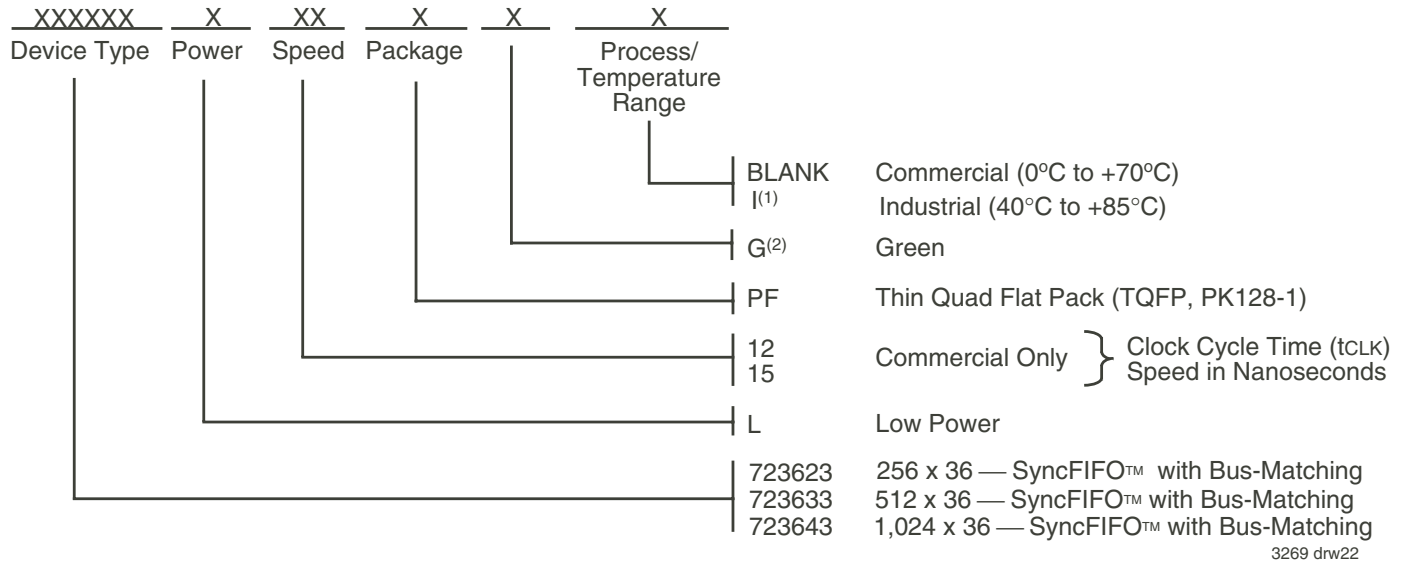 XXXXXX X XX X X X
Device Type Power Speed Package Process/
Temperature
Range
BLANK Commercial (0ºC to +70ºC)
I(1) Industrial (40°C to +85°C)
G(2) Green
PF Thin Quad Flat Pack (TQFP, PK128-1)
12
15
Commercial Only
Clock Cycle Time (tCLK)
Speed in Nanoseconds
L Low Power
723623 256 x 36 — SyncFIFO™ with Bus-Matching
723633 512 x 36 — SyncFIFO™ with Bus-Matching
723643 1,024 x 36 — SyncFIFO™ with Bus-Matching
3269 drw22